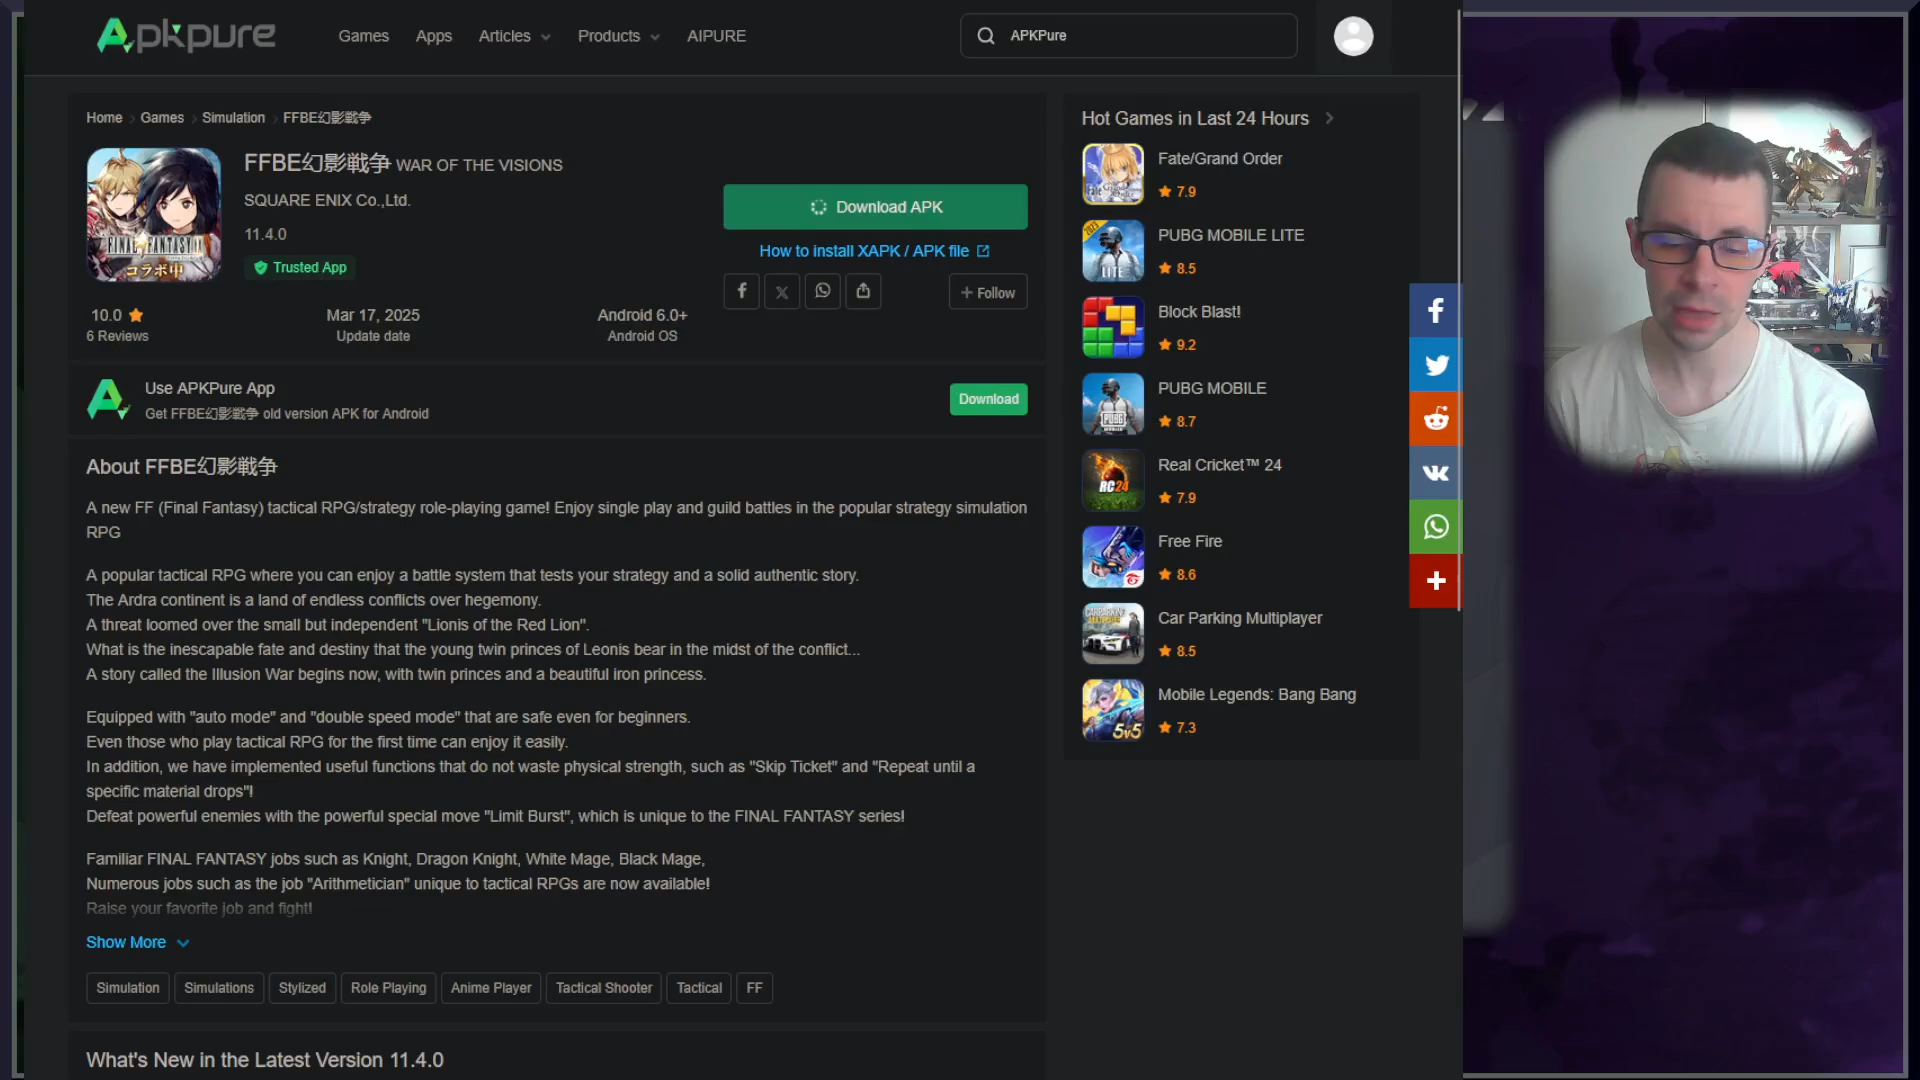 Apkpure
Games
Apps
Articles
Products
AIPURE
APKPure
Home
Games
Simulation
FFBE幻影戦争
FFBE幻影戦争 WAR OF THE VISIONS
SQUARE ENIX Co.,Ltd.
11.4.0
Trusted App
FINAL FANTASY
コラボ中
10.0
6 Reviews
Mar 17, 2025
Update date
Android 6.0+
Android OS
Download APK
How to install XAPK / APK file
+ Follow
Use APKPure App
Get FFBE幻影戦争 old version APK for Android
Download
About FFBE幻影戦争
A new FF (Final Fantasy) tactical RPG/strategy role-playing game! Enjoy single play and guild battles in the popular strategy simulation
RPG
A popular tactical RPG where you can enjoy a battle system that tests your strategy and a solid authentic story.
The Ardra continent is a land of endless conflicts over hegemony.
A threat loomed over the small but independent "Lionis of the Red Lion".
What is the inescapable fate and destiny that the young twin princes of Leonis bear in the midst of the conflict...
A story called the Illusion War begins now, with twin princes and a beautiful iron princess.
Equipped with "auto mode" and "double speed mode" that are safe even for beginners.
Even those who play tactical RPG for the first time can enjoy it easily.
In addition, we have implemented useful functions that do not waste physical strength, such as "Skip Ticket" and "Repeat until a
specific material drops"!
Defeat powerful enemies with the powerful special move "Limit Burst", which is unique to the FINAL FANTASY series!
Familiar FINAL FANTASY jobs such as Knight, Dragon Knight, White Mage, Black Mage,
Numerous jobs such as the job "Arithmetician" unique to tactical RPGs are now available!
Raise your favorite job and fight!
Show More
Simulation
Simulations
Stylized
Role Playing
Anime Player
Tactical Shooter
Tactical
FF
What's New in the Latest Version 11.4.0
Hot Games in Last 24 Hours
Fate/Grand Order
7.9
PUBG MOBILE LITE
8.5
LITE
Block Blast!
9.2
PUBG MOBILE
8.7
PUBG
Real Cricket™ 24
7.9
RC24
Free Fire
8.6
Car Parking Multiplayer
8.5
Mobile Legends: Bang Bang
7.3
5v5